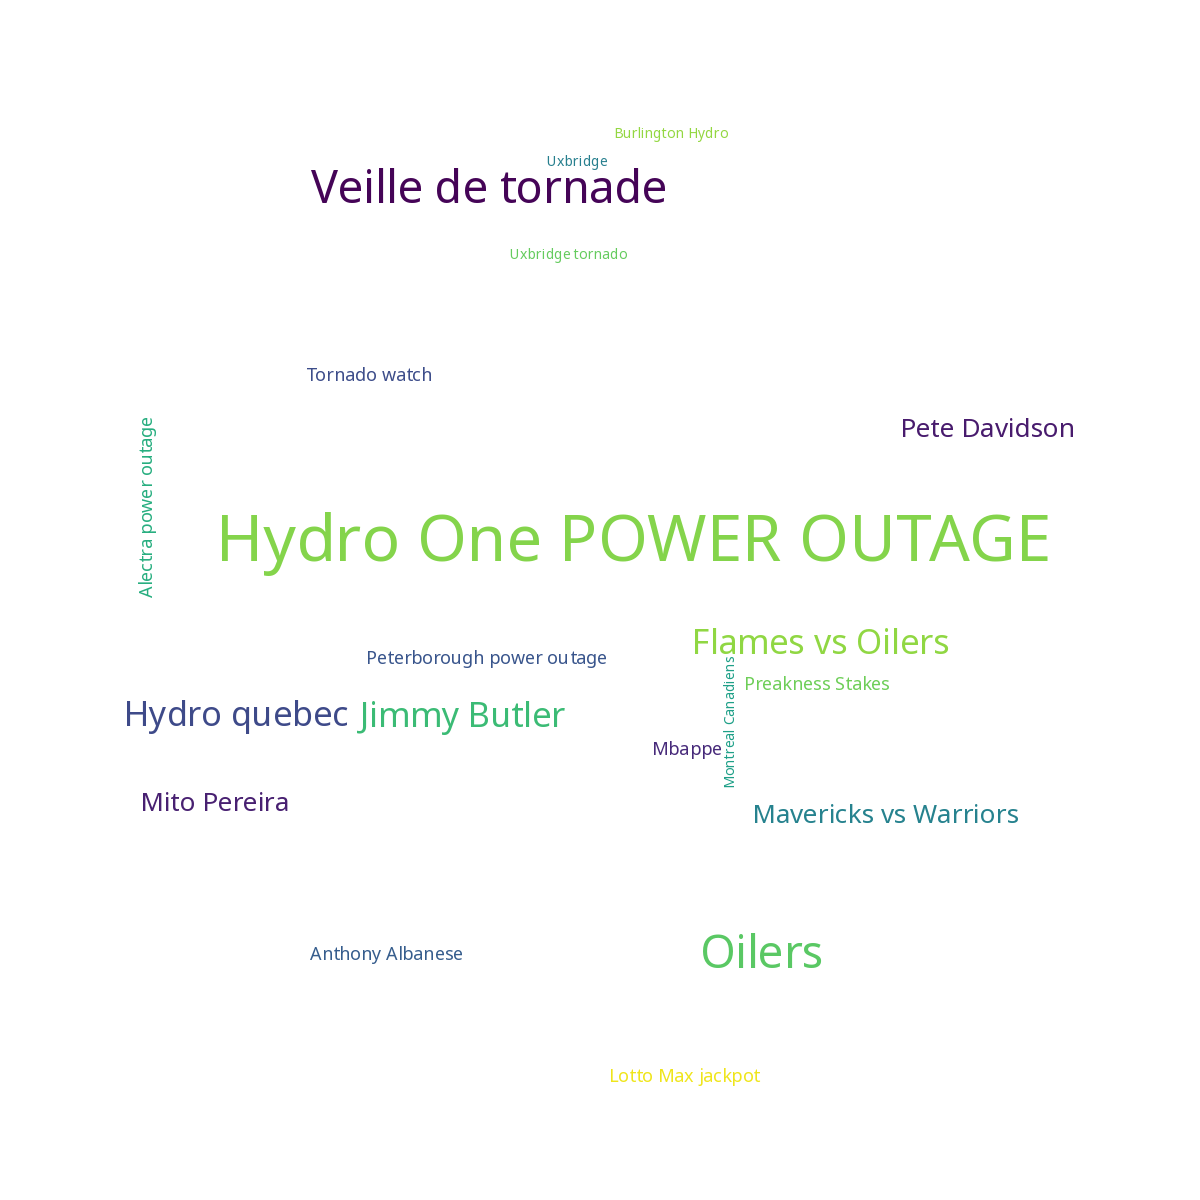 Burlington Hydro
Uxbridge
Veille de tornade
Uxbridge tornado
Tornado watch
Pete Davidson
Alectra power outage
Hydro One POWER OUTAGE
Flames vs Oilers
Peterborough power outage
Preakness Stakes
Montreal Canadiens
Hydro quebec
Jimmy Butler
Mbappe
Mito Pereira
Mavericks vs Warriors
Anthony Albanese
Oilers
Lotto Max jackpot